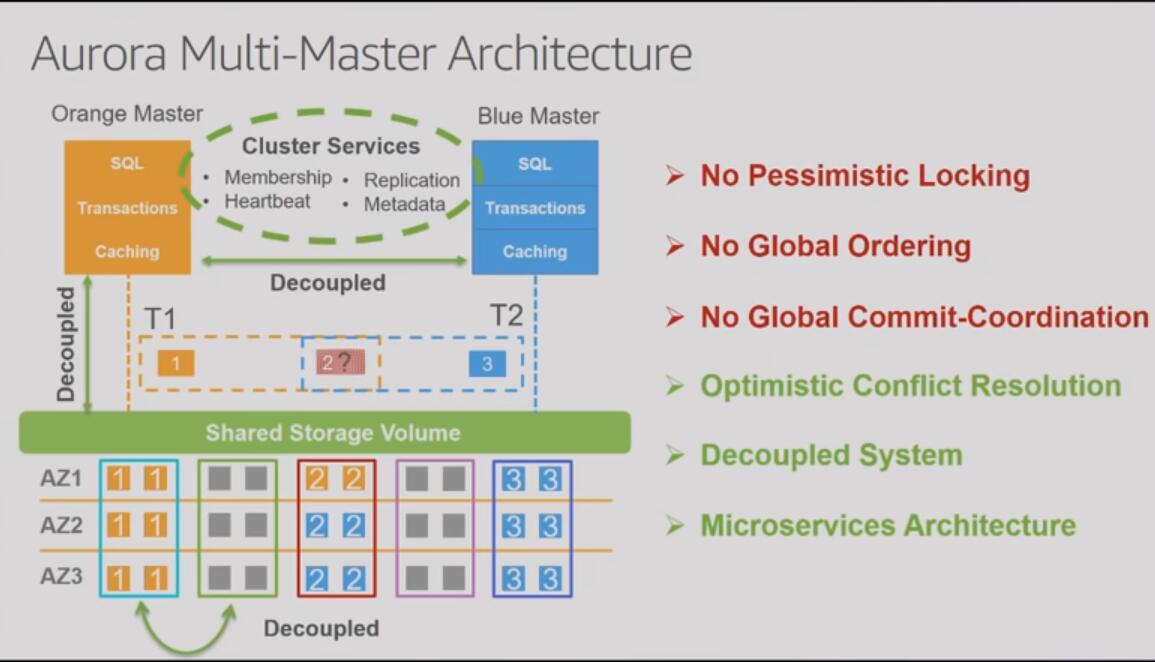 Aurora Multi-Master Architecture
Orange Master
Blue Master
SQL
Transactions
Caching
Cluster Services
• Membership
• Heartbeat
• Replication
• Metadata
SQL
Transactions
Caching
Decoupled
Decoupled
T1
T2
1
2 ?
3
Shared Storage Volume
AZ1 1 1 2 2 3 3
AZ2 1 1 2 2 3 3
AZ3 1 1 2 2 3 3
Decoupled
➢ No Pessimistic Locking
➢ No Global Ordering
➢ No Global Commit-Coordination
➢ Optimistic Conflict Resolution
➢ Decoupled System
➢ Microservices Architecture